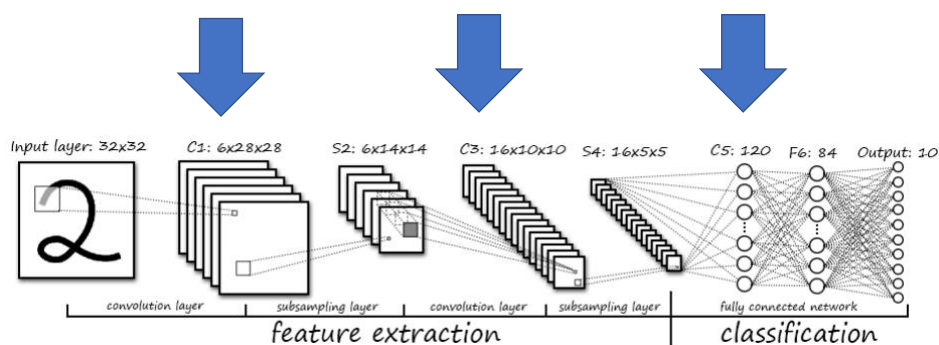 Input layer: 32x32
C1: 6x28x28
S2: 6x14x14
C3: 16x10x10
S4: 16x5x5
C5: 120
F6: 84
Output: 10
convolution layer
subsampling layer
convolution layer
subsampling layer
fully connected network
feature extraction
classification